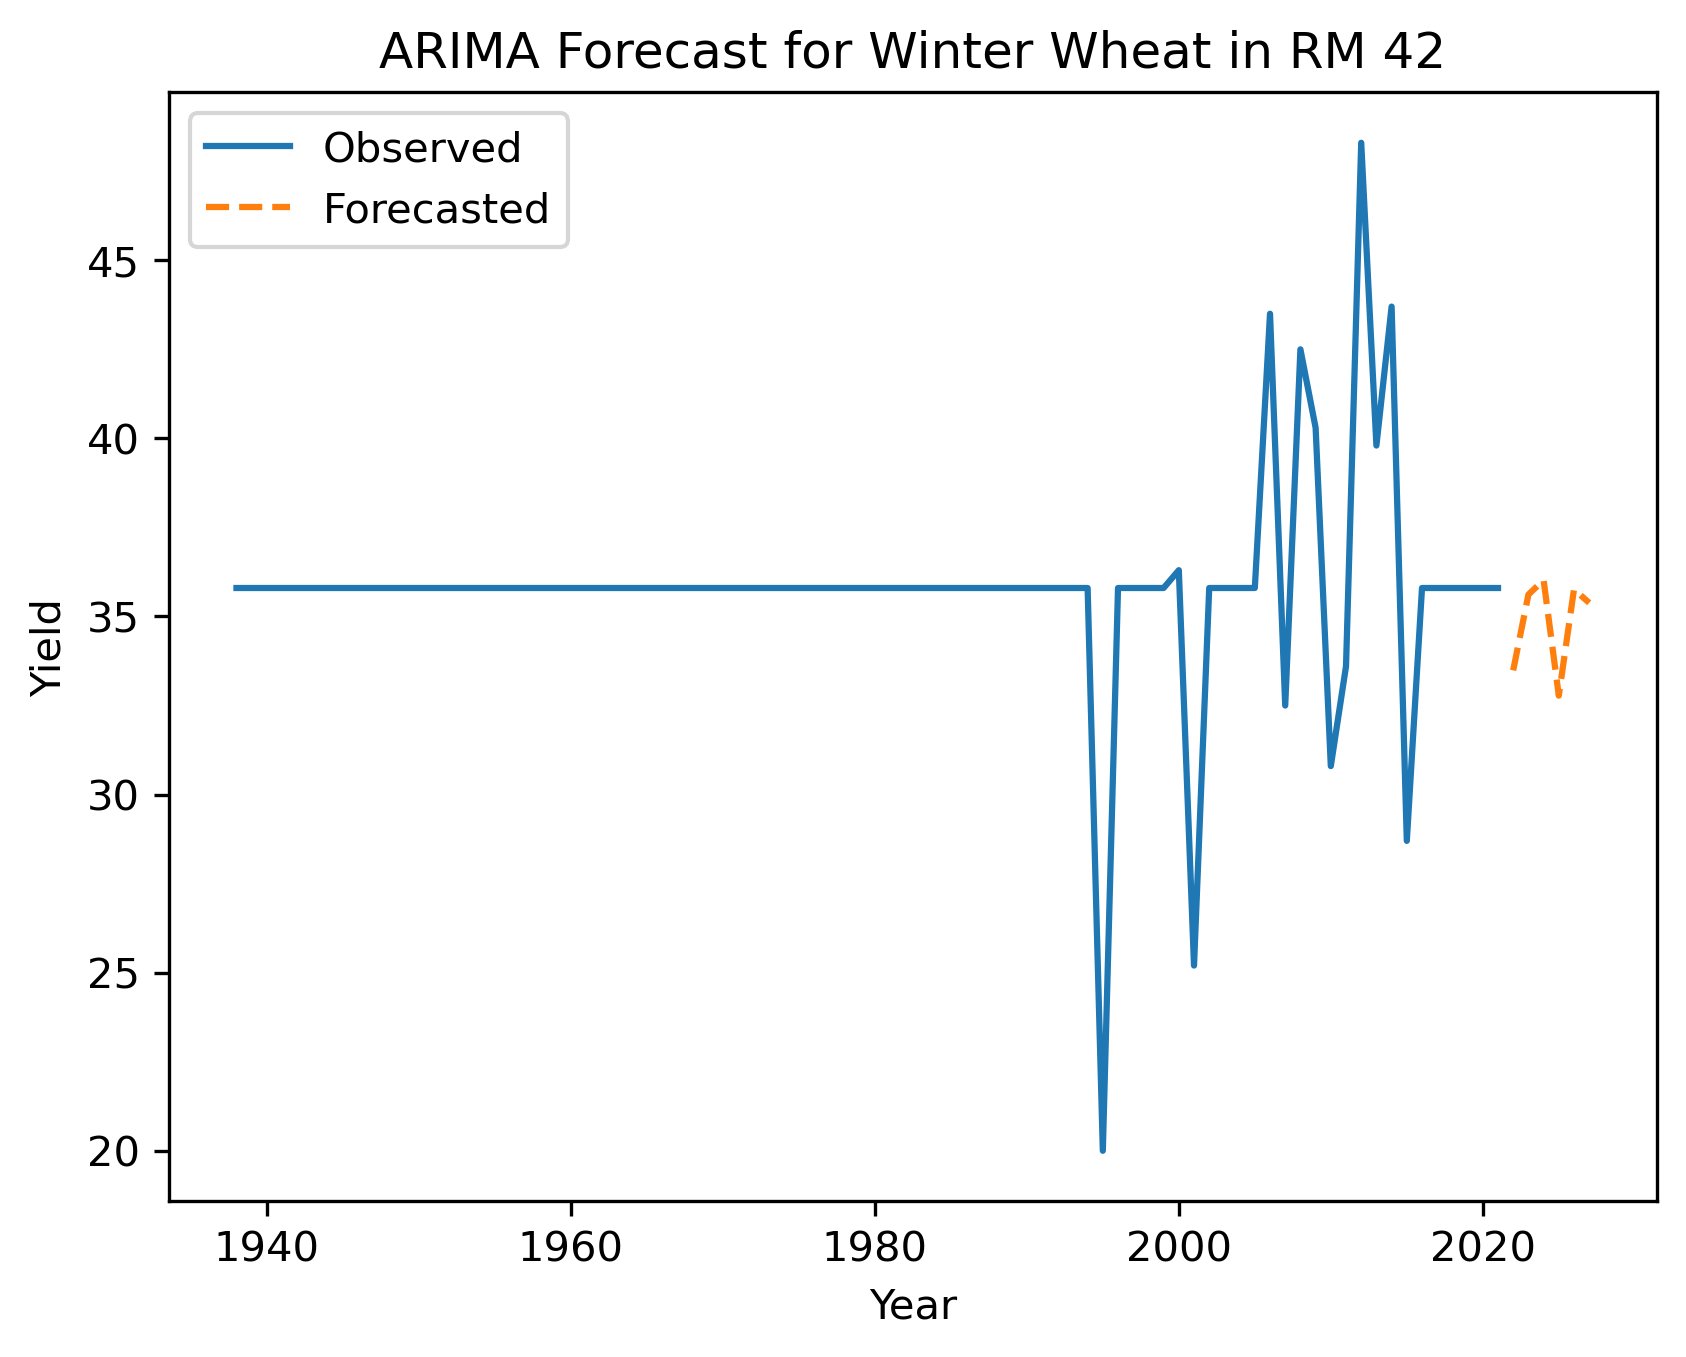 ARIMA Forecast for Winter Wheat in RM 42
Observed
Forecasted
45
40
35
30
25
20
Yield
1940 1960 1980 2000 2020
Year